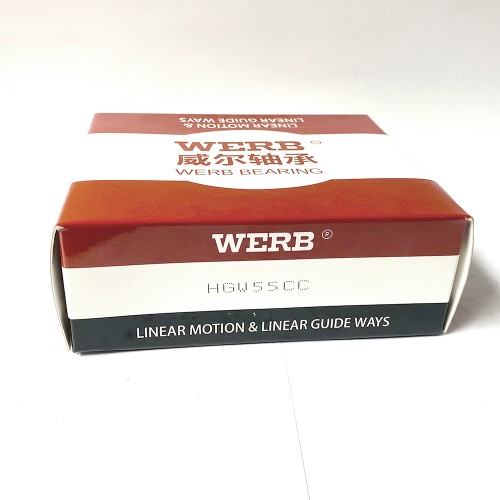 LINEAR MOTION &
LINEAR GUIDE WAYS
WERB®
威尔轴承
WERB BEARING
WERB®
HGW55CC
LINEAR MOTION & LINEAR GUIDE WAYS